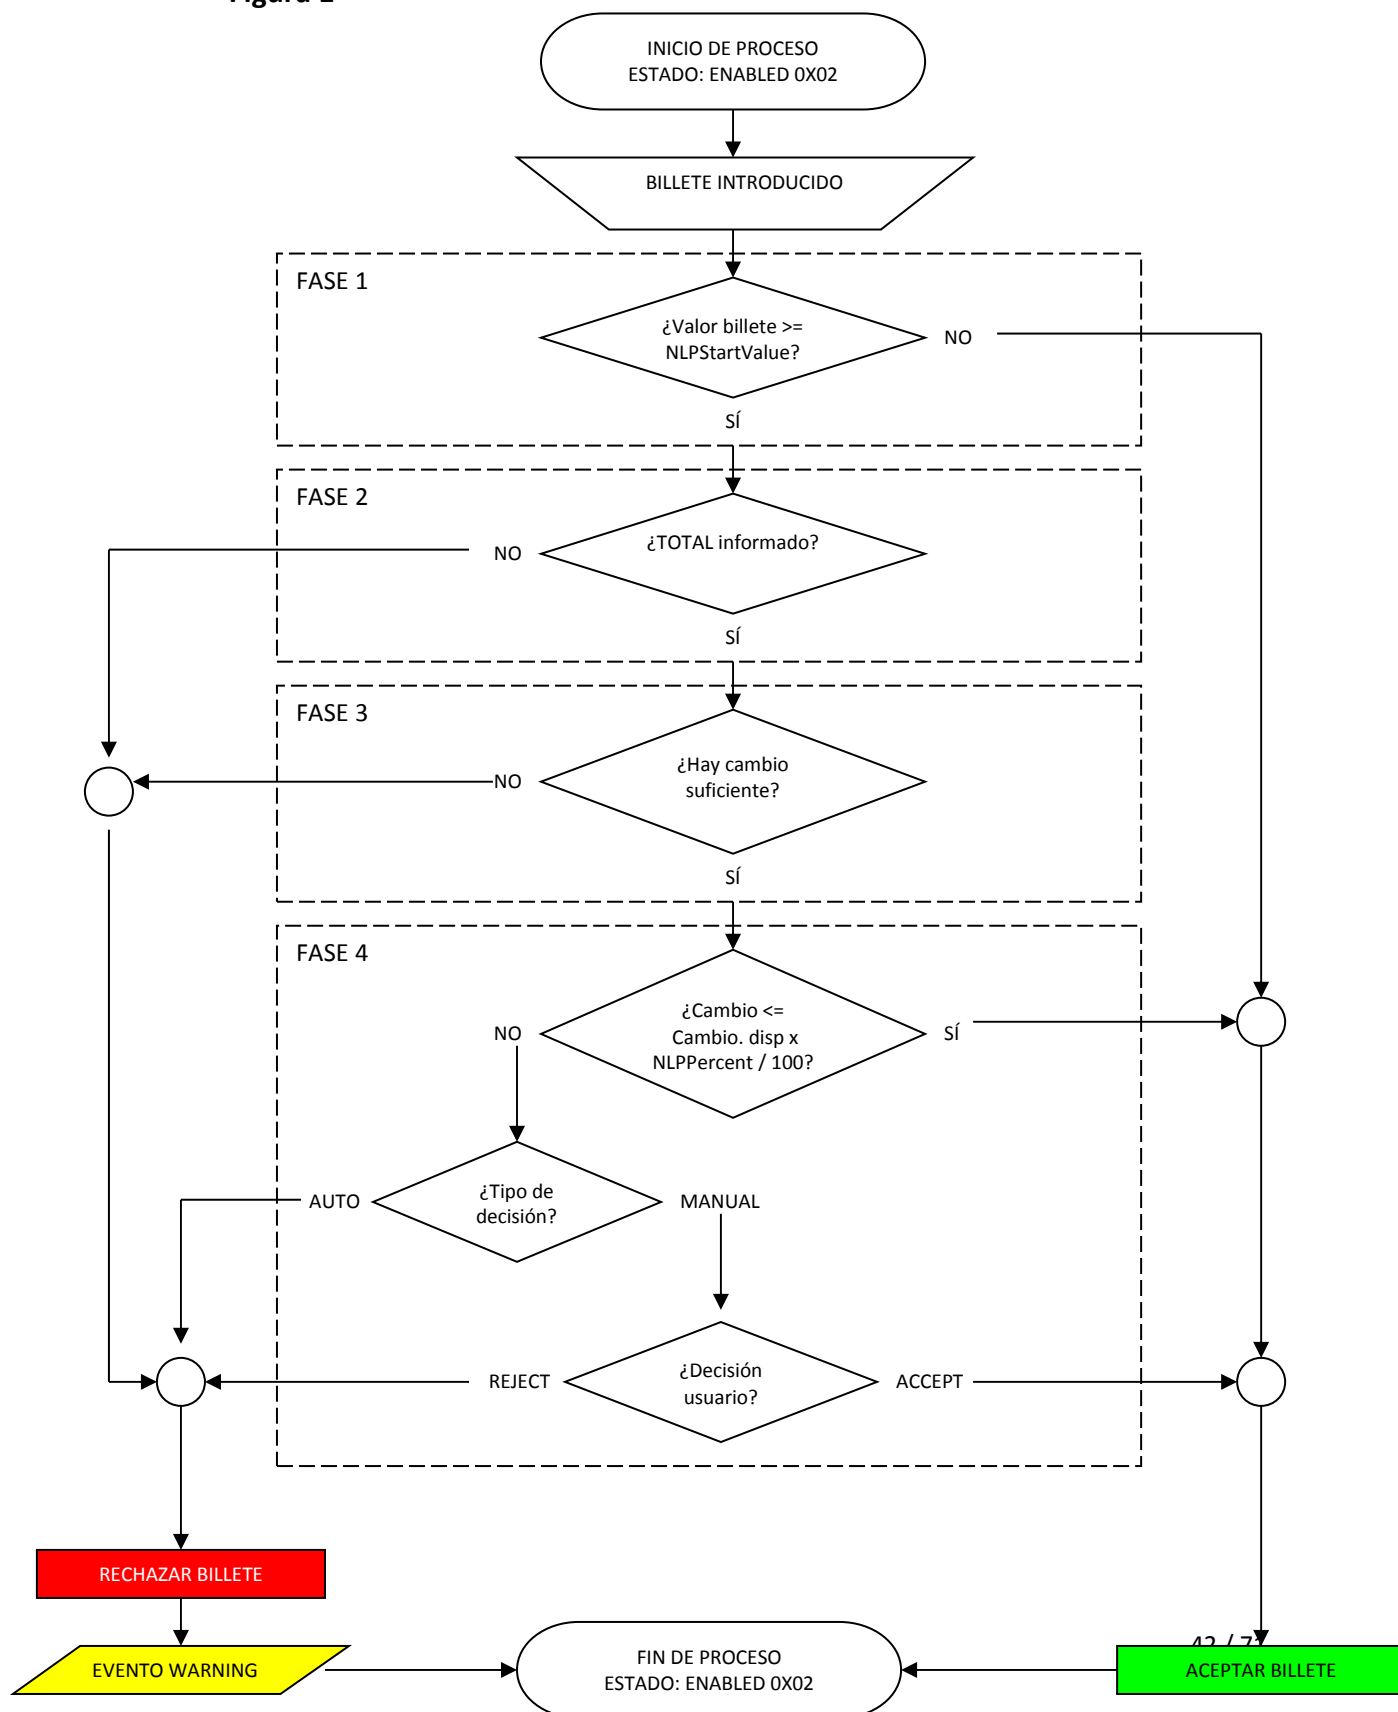 INICIO DE PROCESO
ESTADO: ENABLED 0X02
BILLETE INTRODUCIDO
FASE 1
¿Valor billete >=
NLPStartValue?
NO
SÍ
FASE 2
¿TOTAL informado?
NO
SÍ
FASE 3
¿Hay cambio
suficiente?
NO
SÍ
FASE 4
¿Cambio <=
Cambio. disp x
NLPPercent / 100?
NO
SÍ
¿Tipo de
decisión?
AUTO
MANUAL
¿Decisión
usuario?
REJECT
ACCEPT
RECHAZAR BILLETE
EVENTO WARNING
FIN DE PROCESO
ESTADO: ENABLED 0X02
ACEPTAR BILLETE